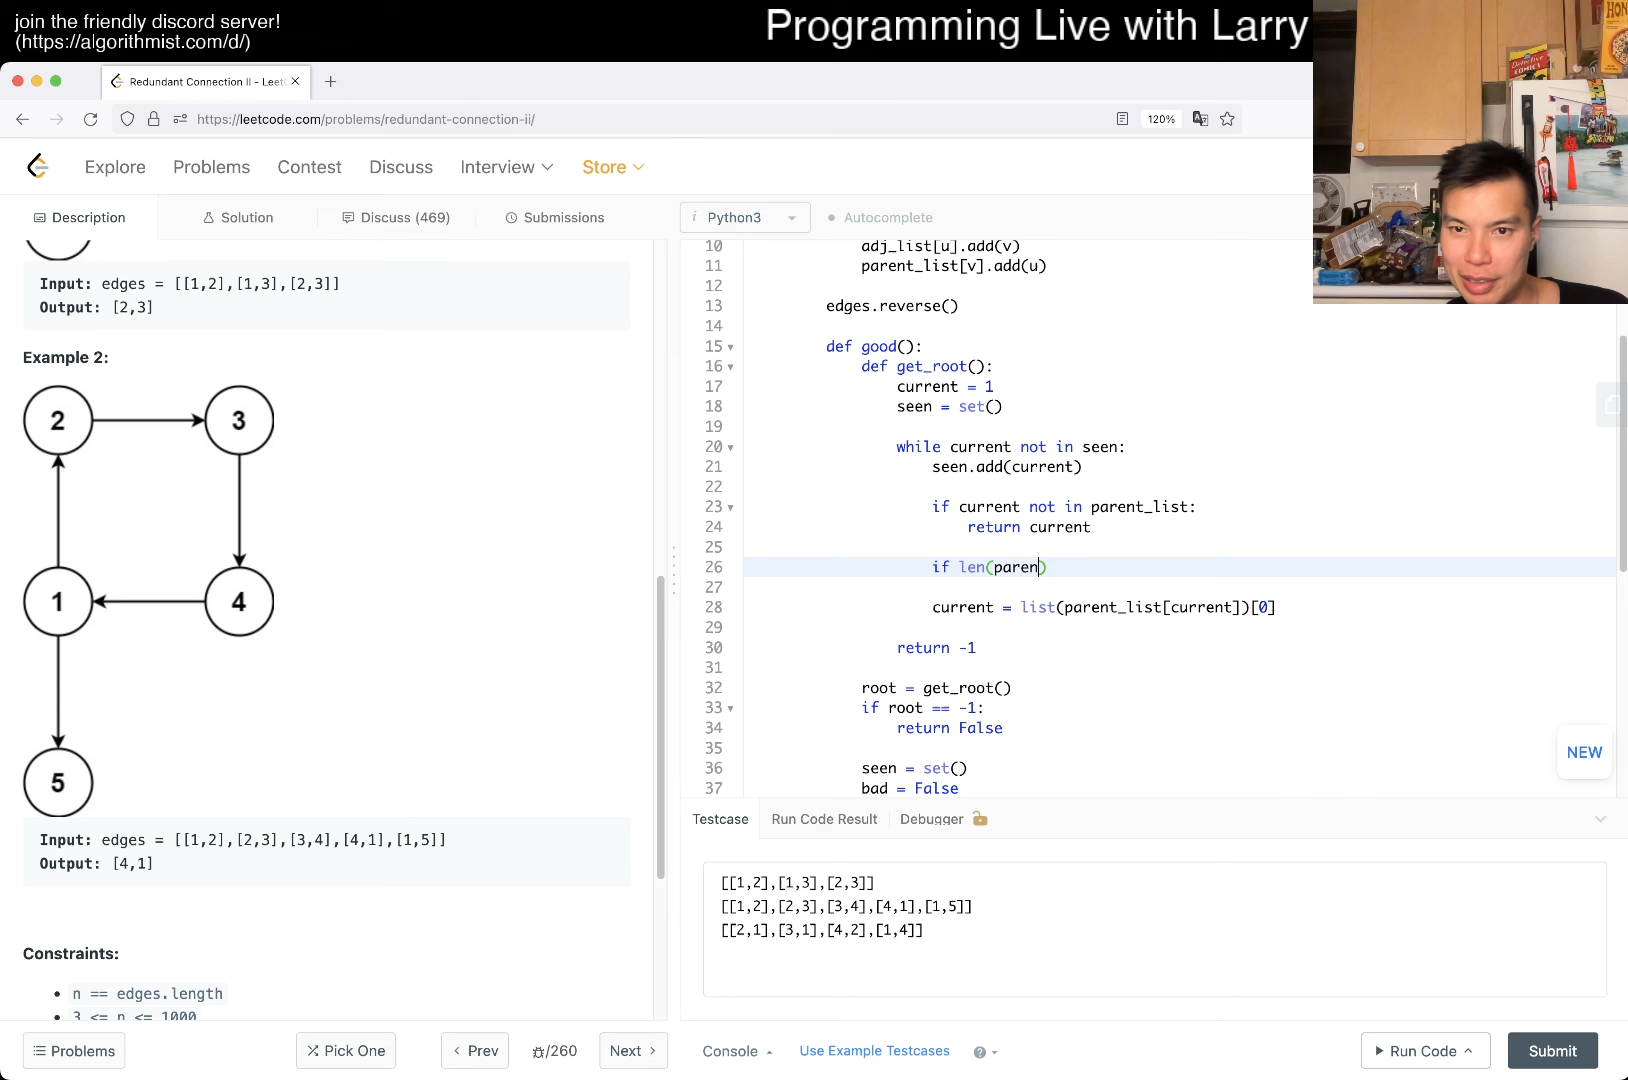 join the friendly discord server!
(https://algorithmist.com/d/)
Programming Live with Larry
Redundant Connection II - Leet
https://leetcode.com/problems/redundant-connection-ii/
120%
Explore
Problems
Contest
Discuss
Interview
Store
Description
Solution
Discuss (469)
Submissions
Input: edges = [[1,2],[1,3],[2,3]]
Output: [2,3]
Example 2:
2
3
1
4
5
Input: edges = [[1,2],[2,3],[3,4],[4,1],[1,5]]
Output: [4,1]
Constraints:
n == edges.length
3 <= n <= 1000
Problems
Pick One
Prev
/260
Next
i Python3
Autocomplete
10 adj_list[u].add(v)
11 parent_list[v].add(u)
12
13 edges.reverse()
14
15 def good():
16 def get_root():
17 current = 1
18 seen = set()
19
20 while current not in seen:
21 seen.add(current)
22
23 if current not in parent_list:
24 return current
25
26 if len(paren)
27
28 current = list(parent_list[current])[0]
29
30 return -1
31
32 root = get_root()
33 if root == -1:
34 return False
35
36 seen = set()
37 bad = False
NEW
Testcase
Run Code Result
Debugger
[[1,2],[1,3],[2,3]]
[[1,2],[2,3],[3,4],[4,1],[1,5]]
[[2,1],[3,1],[4,2],[1,4]]
Console
Use Example Testcases
?
Run Code
Submit